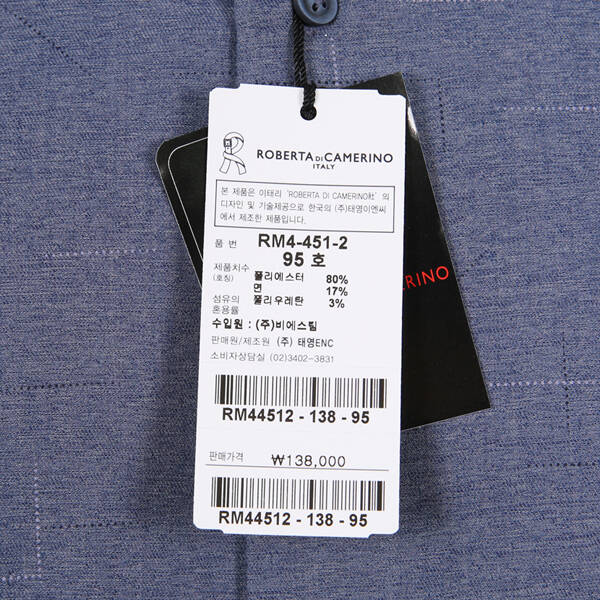 ROBERTA DI CAMERINO
ITALY
본 제품은 이태리 'ROBERTA DI CAMERINO社' 의
디자인 및 기술제공으로 한국의 (주)태영이엔씨
에서 제조한 제품입니다.
품 번 RM4-451-2
95 호
제품치수
(호칭)
폴리에스터 80%
면 17%
섬유의
혼용률
폴리우레탄 3%
수입원 : (주)비에스팀
판매원/제조원 (주) 태영ENC
소비자상담실 (02)3402-3831
RM44512 - 138 - 95
판매가격 ₩138,000
RM44512 - 138 - 95
MERINO